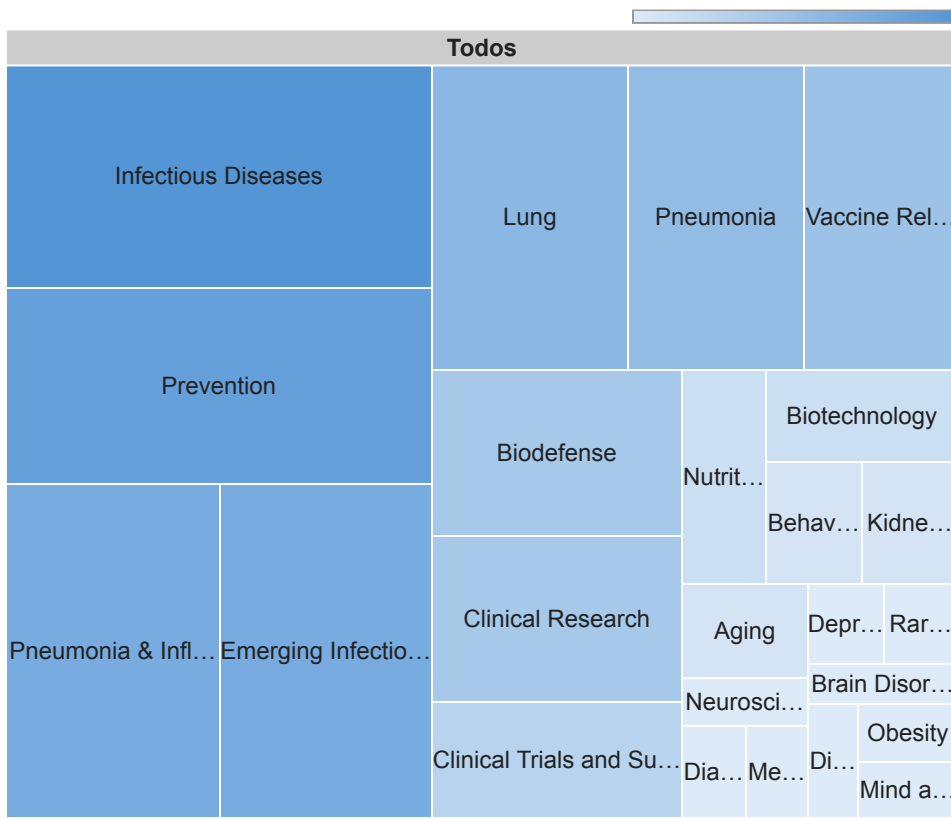 Todos
Infectious Diseases
Lung
Pneumonia
Vaccine Rel…
Prevention
Biodefense
Nutrit…
Biotechnology
Behav…
Kidne…
Pneumonia & Infl…
Emerging Infectio…
Clinical Research
Aging
Depr…
Rar…
Neurosci…
Brain Disor…
Clinical Trials and Su…
Dia…
Me…
Di…
Obesity
Mind a…